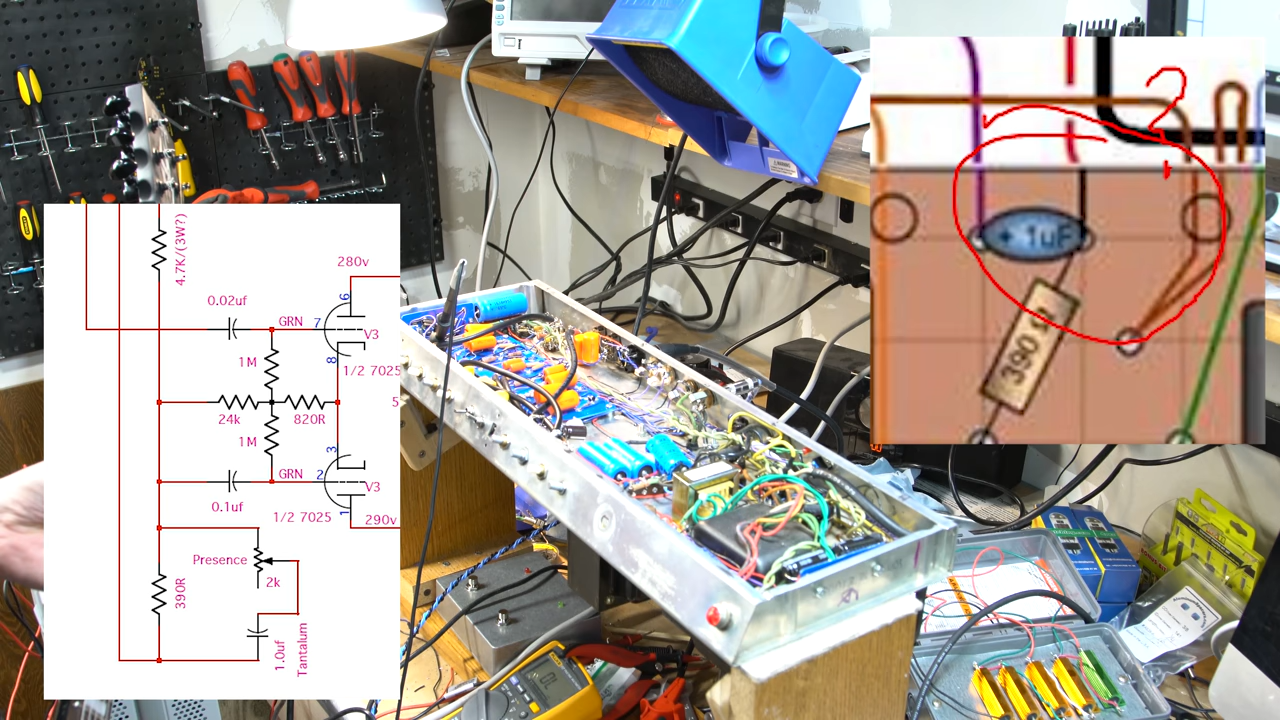 4.7K/(3W?)
280v
0.02uf
6
GRN
7
V3
1M
8
1/2 7025
24k
820R
5
1M
3
GRN
2
V3
0.1uf
1/2 7025
1
290v
Presence
2k
390R
1.0uf
Tantalum
?
+ 1uF
390 Ω
WARNING
0L